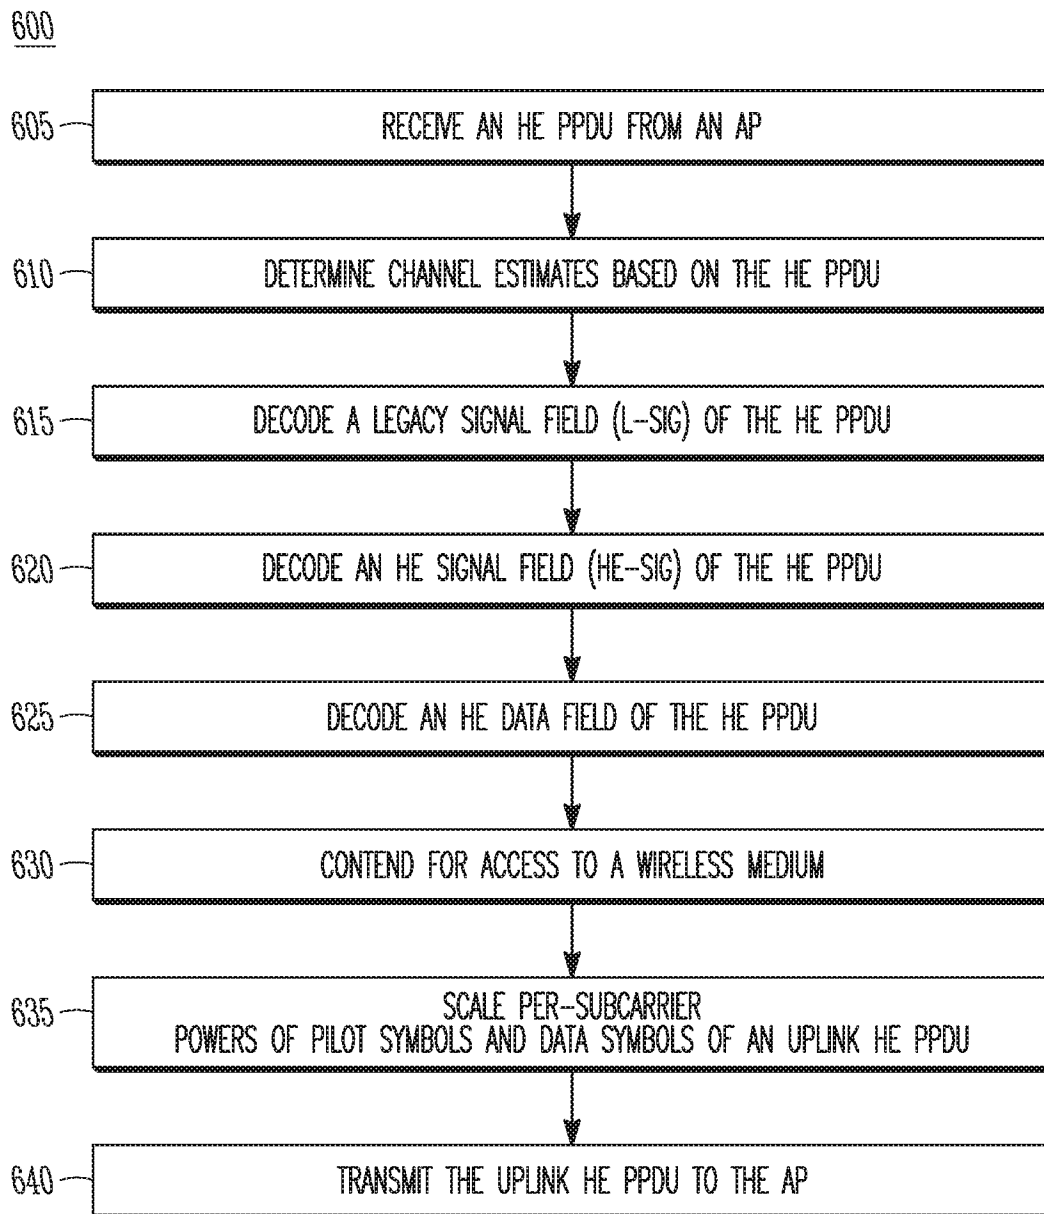 600
605
RECEIVE AN HE PPDU FROM AN AP
610
DETERMINE CHANNEL ESTIMATES BASED ON THE HE PPDU
615
DECODE A LEGACY SIGNAL FIELD (L-SIG) OF THE HE PPDU
620
DECODE AN HE SIGNAL FIELD (HE-SIG) OF THE HE PPDU
625
DECODE AN HE DATA FIELD OF THE HE PPDU
630
CONTEND FOR ACCESS TO A WIRELESS MEDIUM
635
SCALE PER-SUBCARRIER
POWERS OF PILOT SYMBOLS AND DATA SYMBOLS OF AN UPLINK HE PPDU
640
TRANSMIT THE UPLINK HE PPDU TO THE AP